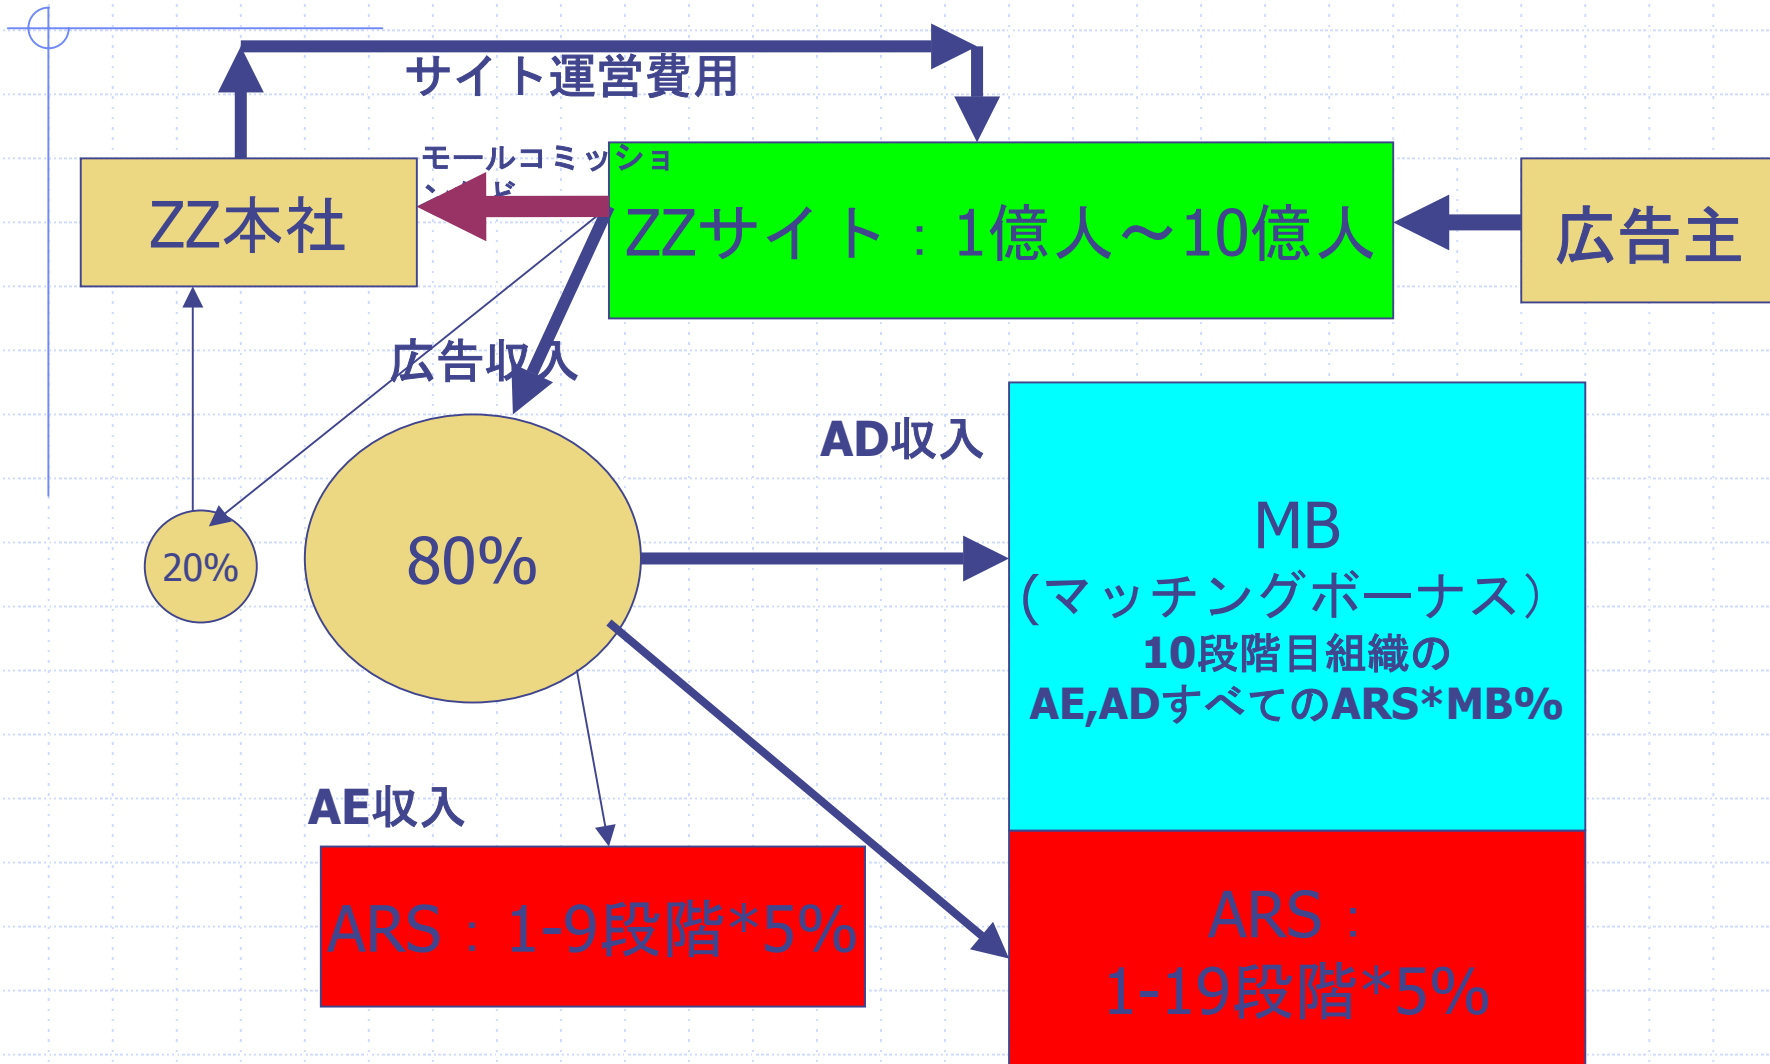 サイト運営費用
モールコミッショ
ZZ本社
ZZサイト：1億人～10億人
広告主
広告収入
AD収入
20%
80%
MB
(マッチングボーナス）
10段階目組織の
AE,ADすべてのARS*MB%
AE収入
ARS：1-9段階*5%
ARS：
1-19段階*5%